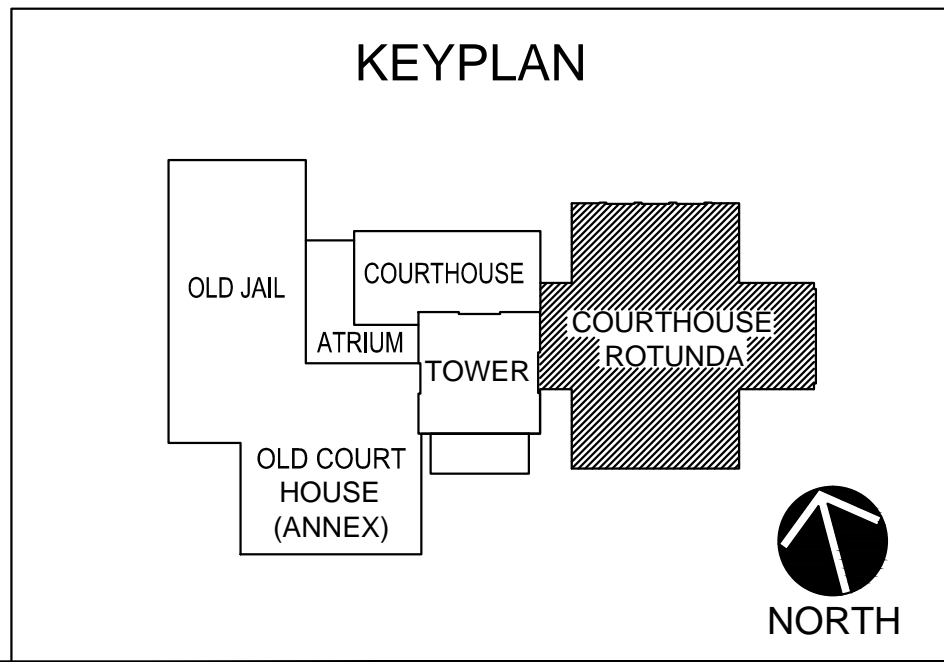 KEYPLAN
OLD JAIL
COURTHOUSE
ATRIUM
TOWER
COURTHOUSE
ROTUNDA
OLD COURT
HOUSE
(ANNEX)
NORTH